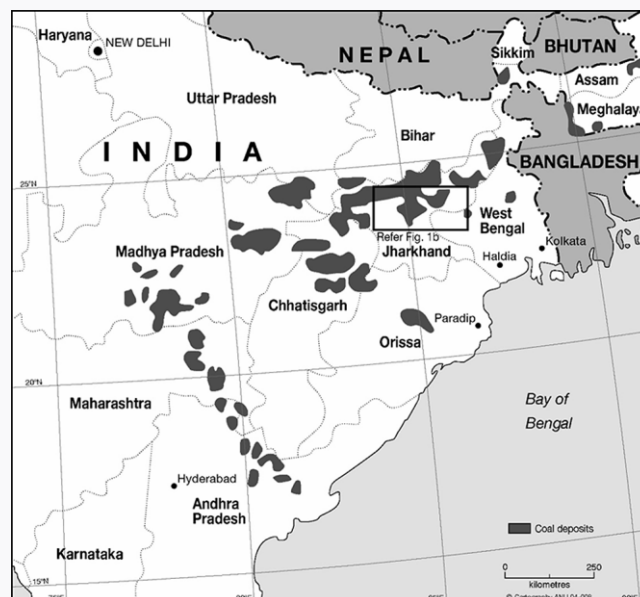 Haryana
NEW DELHI
NEPAL
Sikkim
BHUTAN
Assam
Meghalaya
Uttar Pradesh
Bihar
INDIA
BANGLADESH
25°N
West
Bengal
Refer Fig. 1b
Kolkata
Madhya Pradesh
Jharkhand
Haldia
Chhatisgarh
Paradip
Orissa
20°N
Maharashtra
Bay of
Bengal
Hyderabad
Andhra
Pradesh
Coal deposits
Karnataka
0
250
kilometres
15°N